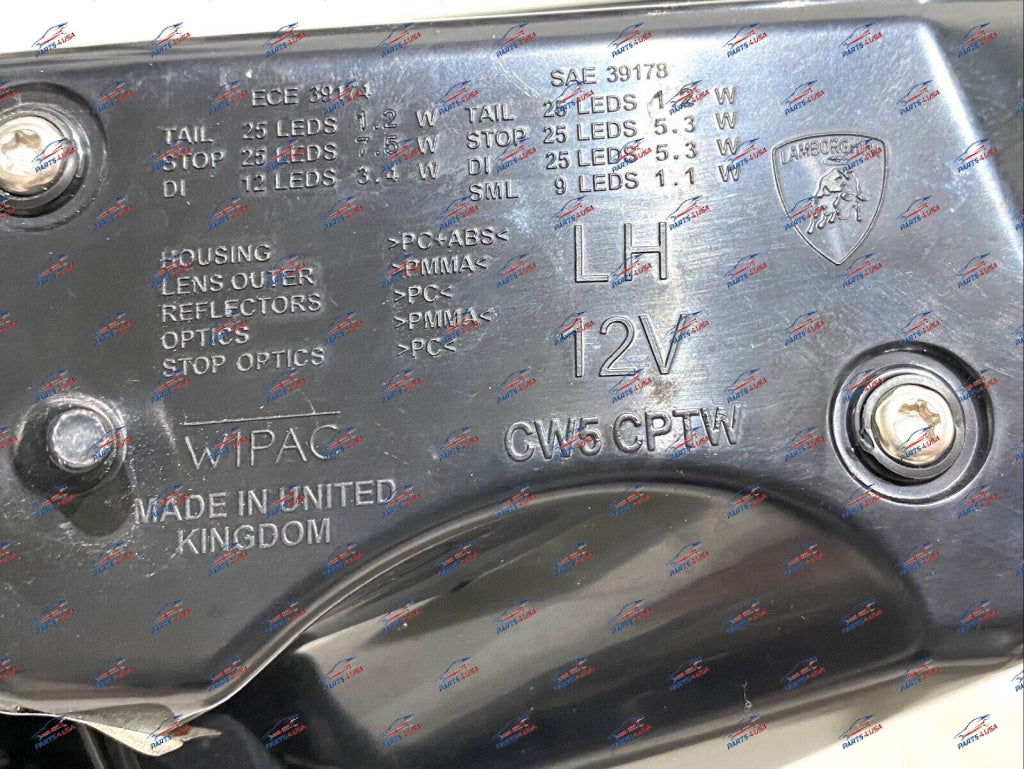 ECE 39174
TAIL 25 LEDS 1.2 W
STOP 25 LEDS 7.5 W
DI 12 LEDS 3.4 W
SAE 39178
TAIL 25 LEDS 1.2 W
STOP 25 LEDS 5.3 W
DI 25 LEDS 5.3 W
SML 9 LEDS 1.1 W
LAMBORGHINI
HOUSING >PC+ABS<
LENS OUTER >PMMA<
REFLECTORS >PC<
OPTICS >PMMA<
STOP OPTICS >PC<
LH
12V
WIPAC
CW5 CPTW
MADE IN UNITED
KINGDOM
PARTS4USA